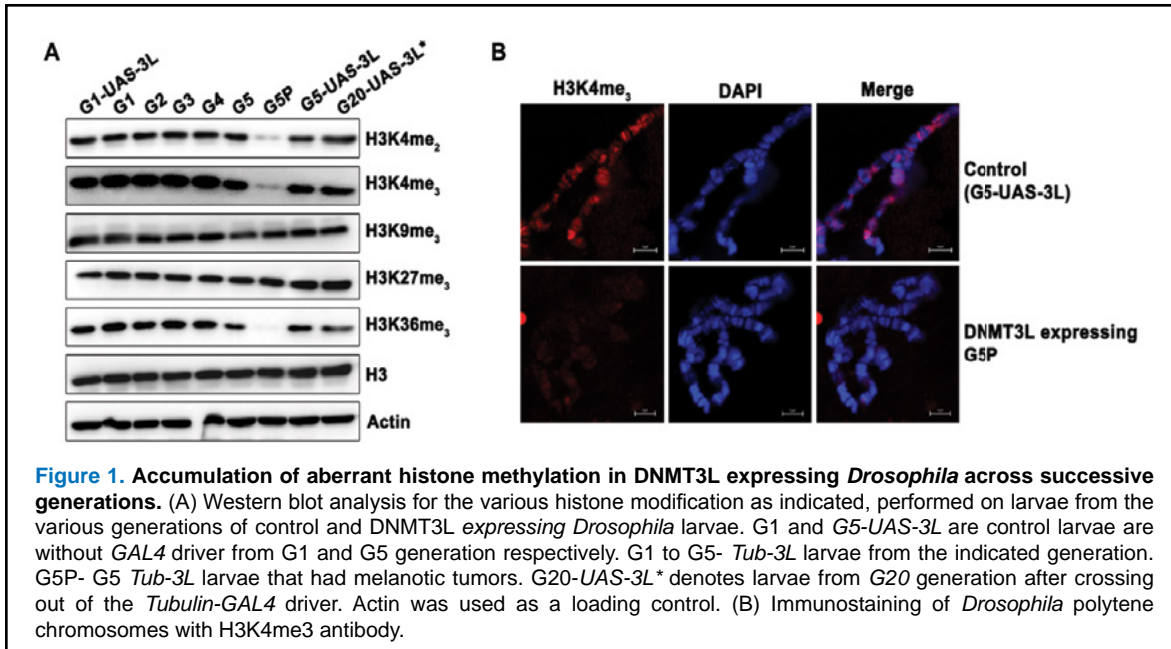 A
G1-UAS-3L
G1
G2
G3
G4
G5
G5P
G5-UAS-3L
G20-UAS-3L*
H3K4me2
H3K4me3
H3K9me3
H3K27me3
H3K36me3
H3
Actin
B
H3K4me3
DAPI
Merge
Control
(G5-UAS-3L)
DNMT3L expressing
G5P
Figure 1. Accumulation of aberrant histone methylation in DNMT3L expressing Drosophila across successive
generations. (A) Western blot analysis for the various histone modification as indicated, performed on larvae from the
various generations of control and DNMT3L expressing Drosophila larvae. G1 and G5-UAS-3L are control larvae are
without GAL4 driver from G1 and G5 generation respectively. G1 to G5- Tub-3L larvae from the indicated generation.
G5P- G5 Tub-3L larvae that had melanotic tumors. G20-UAS-3L* denotes larvae from G20 generation after crossing
out of the Tubulin-GAL4 driver. Actin was used as a loading control. (B) Immunostaining of Drosophila polytene
chromosomes with H3K4me3 antibody.